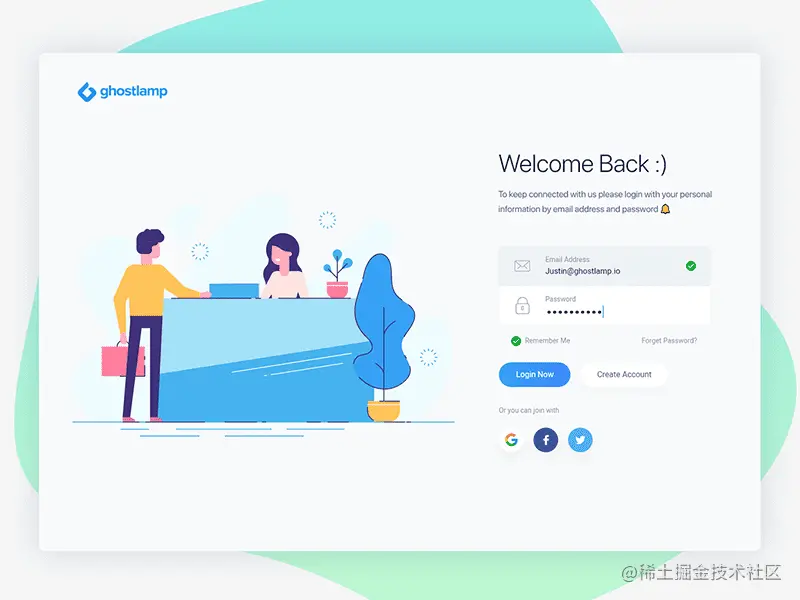 ghostlamp
Welcome Back :)
To keep connected with us please login with your personal
information by email address and password 🔔
Email Address
Justin@ghostlamp.io
Password
••••••••••
Remember Me
Forget Password?
Login Now
Create Account
Or you can join with
@稀土掘金技术社区